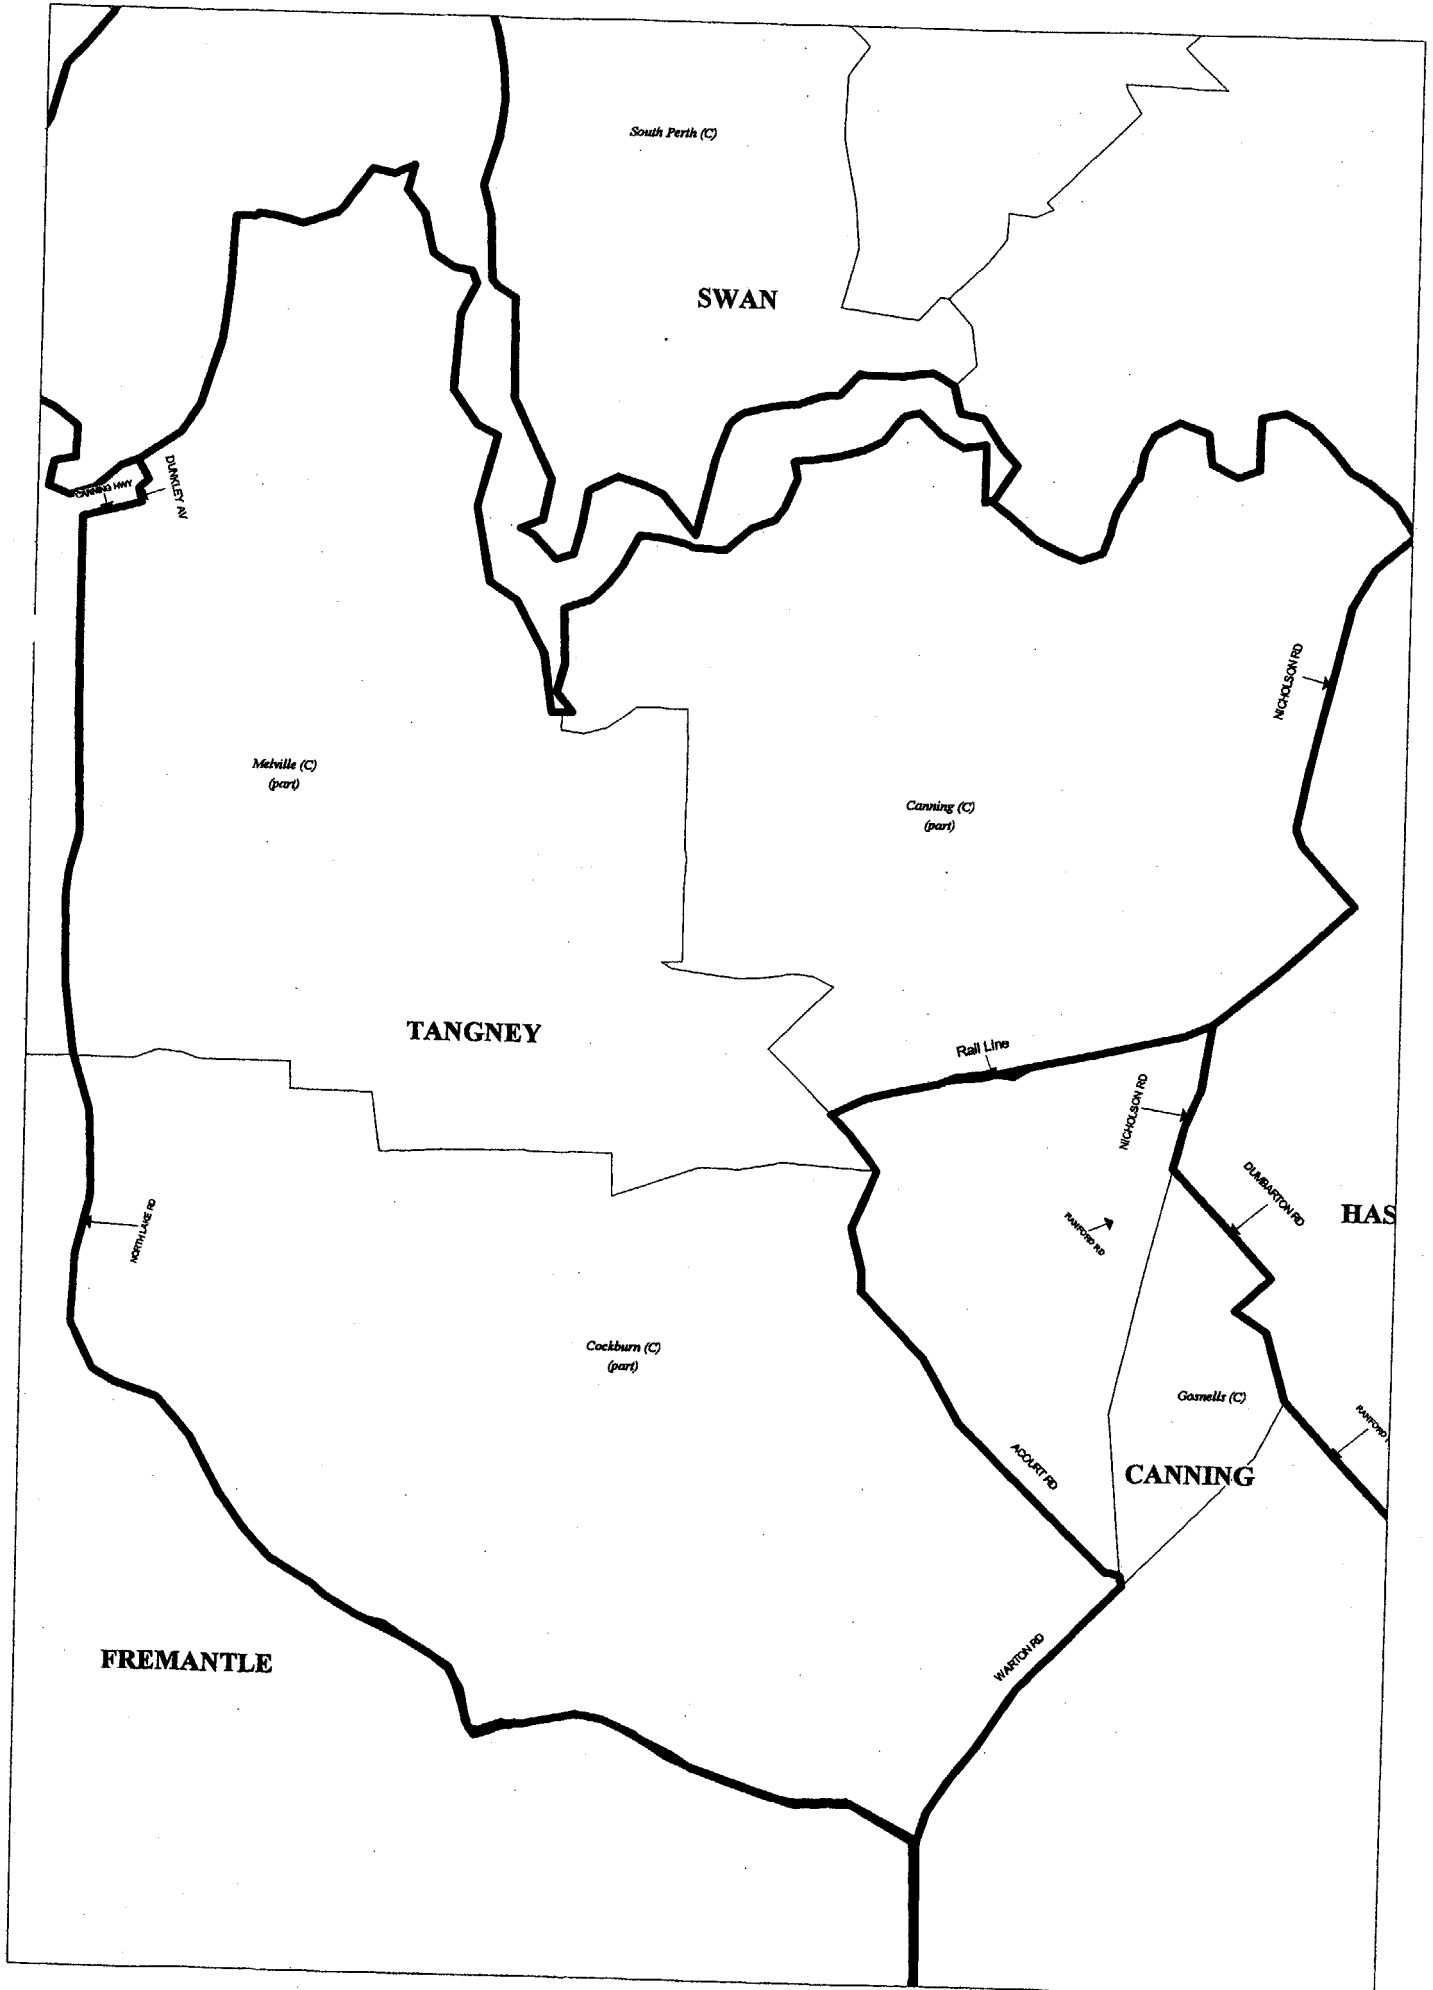 South Perth (C)
SWAN
CANNING HWY
DUNKLEY AV
NICHOLSON RD
Melville (C)
(part)
Canning (C)
(part)
TANGNEY
Rail Line
NICHOLSON RD
DUMBARTON RD
HAS
NORTH LAKE RD
RANFORD RD
Cockburn (C)
(part)
Gosnells (C)
RANFORD
ACOURT RD
CANNING
WARTON RD
FREMANTLE